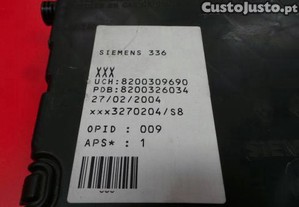 CustoJusto.pt
SIEMENS 336
XXX
UCH:8200309690
PDB:8200326034
27/02/2004
xxx3270204/S8
OPID : 009
APS* : 1